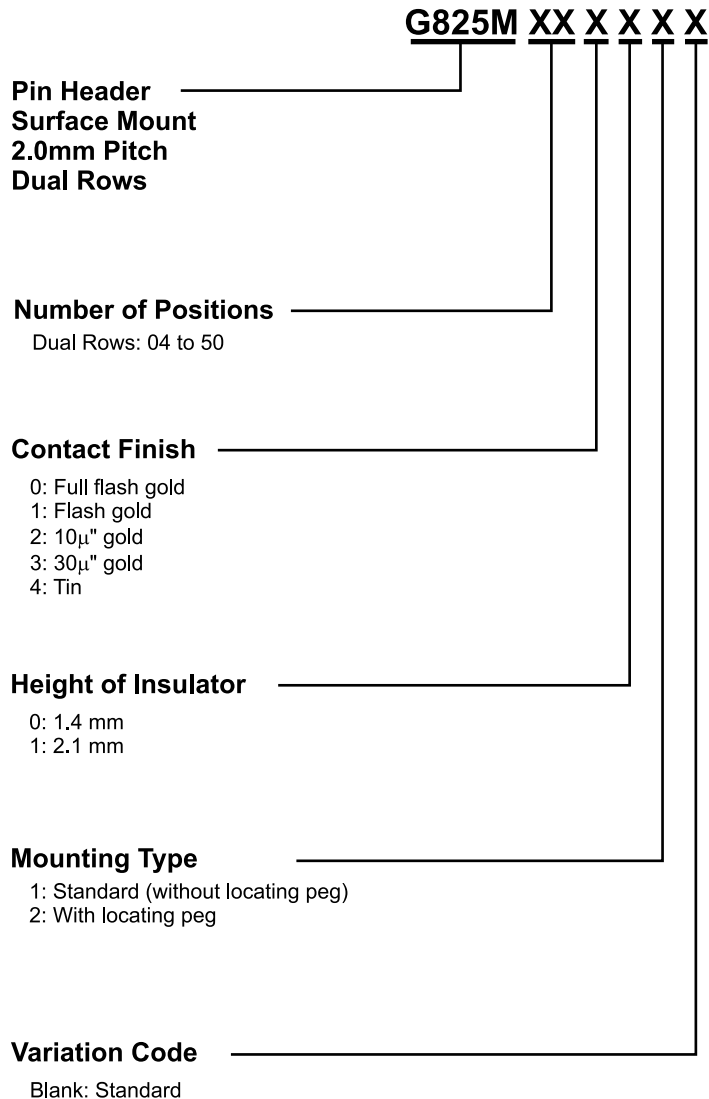 G825M XX X X X X
Pin Header
Surface Mount
2.0mm Pitch
Dual Rows
Number of Positions
Dual Rows: 04 to 50
Contact Finish
0: Full flash gold
1: Flash gold
2: 10μ" gold
3: 30μ" gold
4: Tin
Height of Insulator
0: 1.4 mm
1: 2.1 mm
Mounting Type
1: Standard (without locating peg)
2: With locating peg
Variation Code
Blank: Standard